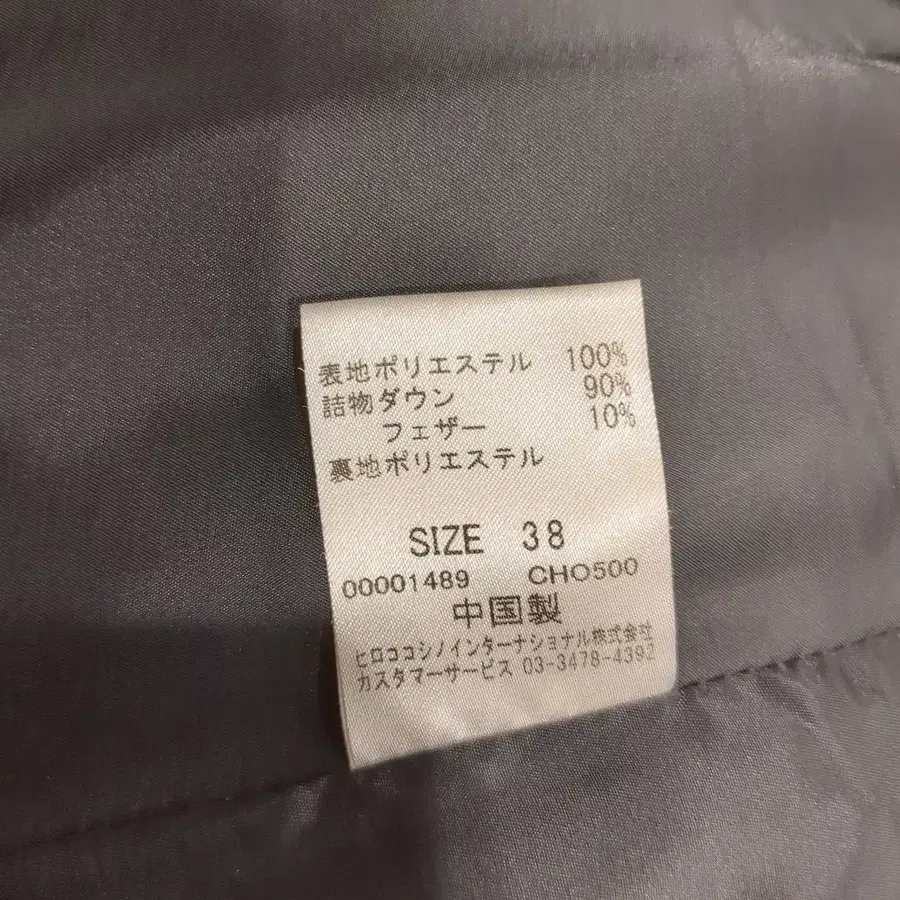 表地ポリエステル 100%
詰物ダウン 90%
フェザー 10%
裏地ポリエステル
SIZE 38
00001489 CHO500
中国製
ヒロココシノインターナショナル株式会社
カスタマーサービス 03-3478-4392